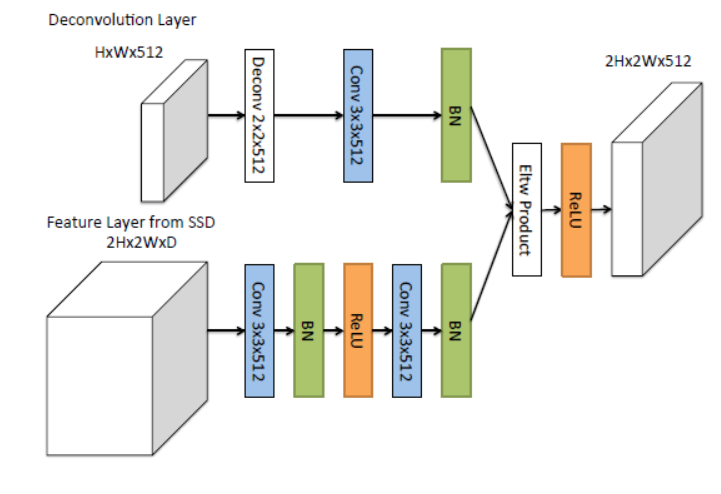 Deconvolution Layer
HxWx512
Deconv 2x2x512
Conv 3x3x512
BN
2Hx2Wx512
Eltw Product
ReLU
Feature Layer from SSD
2Hx2WxD
Conv 3x3x512
BN
ReLU
Conv 3x3x512
BN